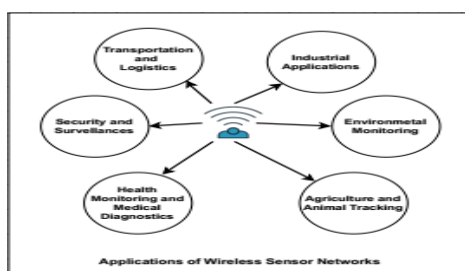 Transportation
and
Logistics
Industrial
Applications
Security and
Survellances
Environmetal
Monitoring
Health
Monitoring and
Medical
Diagnostics
Agriculture and
Animal Tracking
Applications of Wireless Sensor Networks